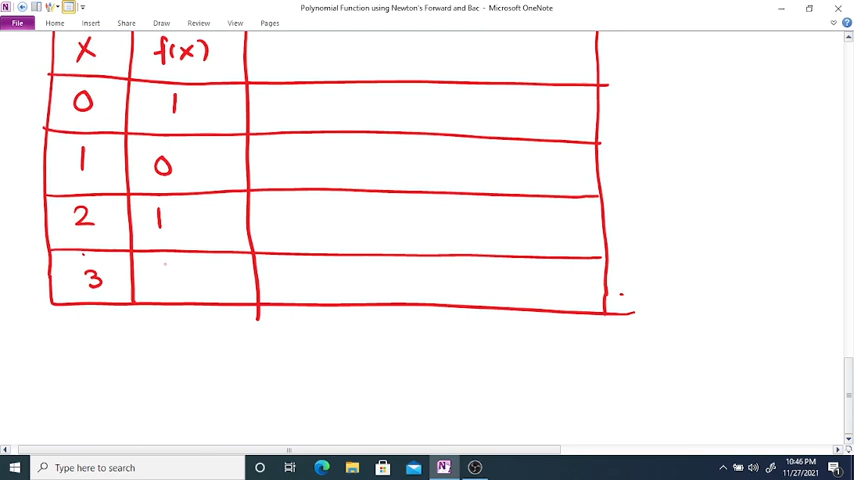 Polynomial Function using Newton's Forward and Bac - Microsoft OneNote
File Home Insert Share Draw Review View Pages
x f(x)
0 1
1 0
2 1
3
Type here to search
10:46 PM
11/27/2021